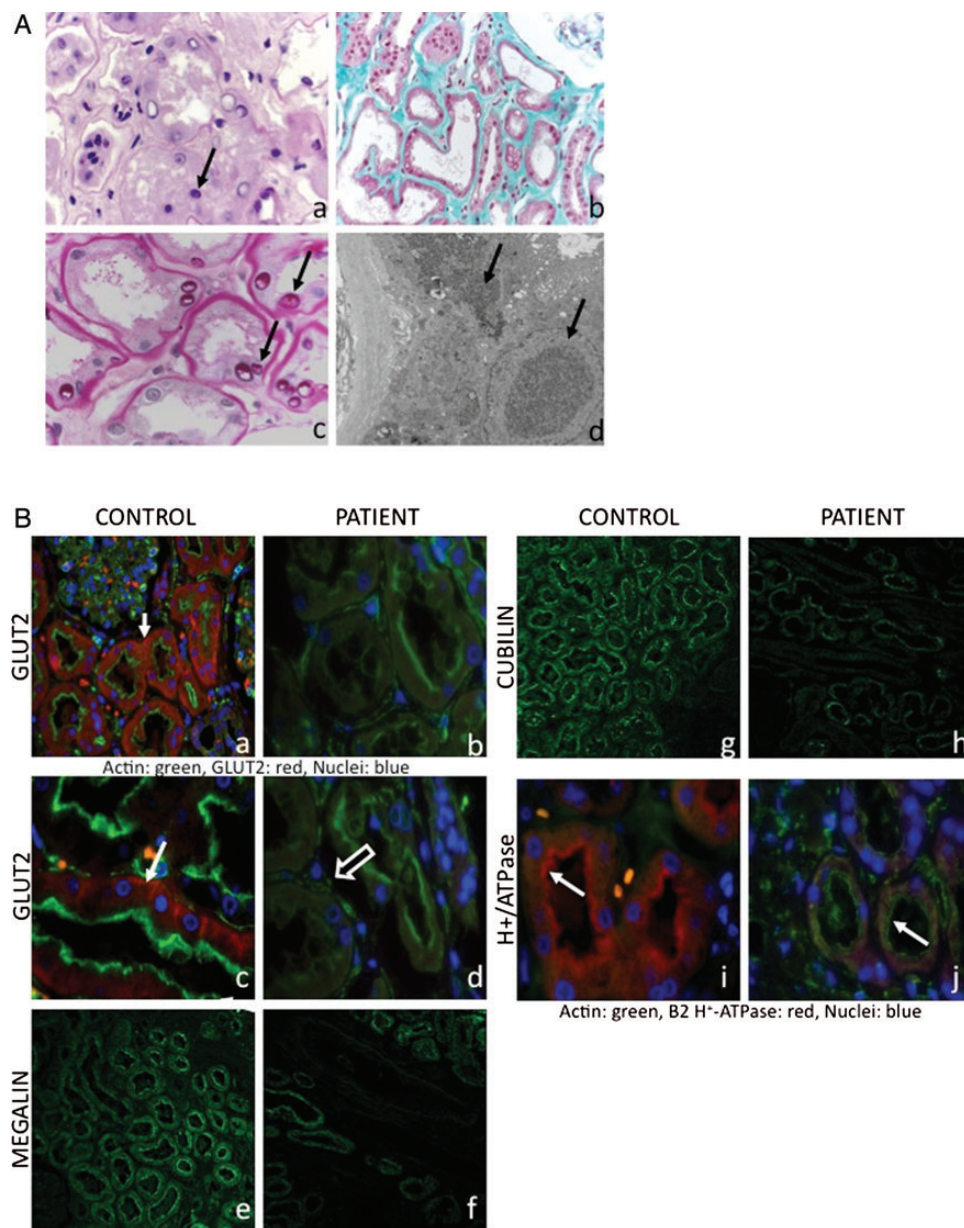 A
a
b
c
d
B
CONTROL
PATIENT
CONTROL
PATIENT
GLUT2
a
b
CUBILIN
g
h
Actin: green, GLUT2: red, Nuclei: blue
GLUT2
c
d
H+/ATPase
i
j
Actin: green, B2 H⁺-ATPase: red, Nuclei: blue
MEGALIN
e
f